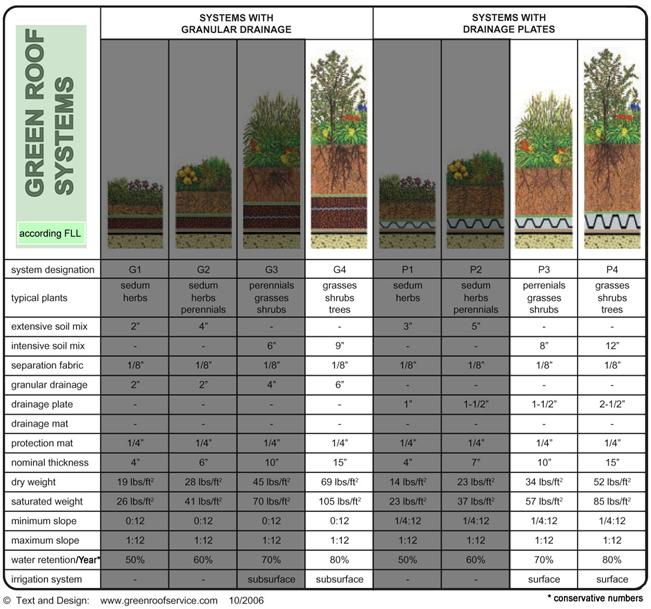 GREEN ROOF
SYSTEMS
according FLL
SYSTEMS WITH
GRANULAR DRAINAGE
SYSTEMS WITH
DRAINAGE PLATES
system designation G1 G2 G3 G4 P1 P2 P3 P4
typical plants
sedum
herbs
sedum
herbs
perennials
perennials
grasses
shrubs
grasses
shrubs
trees
sedum
herbs
sedum
herbs
perennials
perrenials
grasses
shrubs
grasses
shrubs
trees
extensive soil mix 2" 4" - - 3" 5" - -
intensive soil mix - - 6" 9" - - 8" 12"
separation fabric 1/8" 1/8" 1/8" 1/8" 1/8" 1/8" 1/8" 1/8"
granular drainage 2" 2" 4" 6" - - - -
drainage plate - - - - 1" 1-1/2" 1-1/2" 2-1/2"
drainage mat - - - - - - - -
protection mat 1/4" 1/4" 1/4" 1/4" 1/4" 1/4" 1/4" 1/4"
nominal thickness 4" 6" 10" 15" 4" 7" 10" 15"
dry weight 19 lbs/ft² 28 lbs/ft² 45 lbs/ft² 69 lbs/ft² 14 lbs/ft² 23 lbs/ft² 34 lbs/ft² 52 lbs/ft²
saturated weight 26 lbs/ft² 41 lbs/ft² 70 lbs/ft² 105 lbs/ft² 23 lbs/ft² 37 lbs/ft² 57 lbs/ft² 85 lbs/ft²
minimum slope 0:12 0:12 0:12 0:12 1/4:12 1/4:12 1/4:12 1/4:12
maximum slope 1:12 1:12 1:12 1:12 1:12 1:12 1:12 1:12
water retention/Year* 50% 60% 70% 80% 50% 60% 70% 80%
irrigation system - - subsurface subsurface - - surface surface
© Text and Design: www.greenroofservice.com 10/2006
* conservative numbers